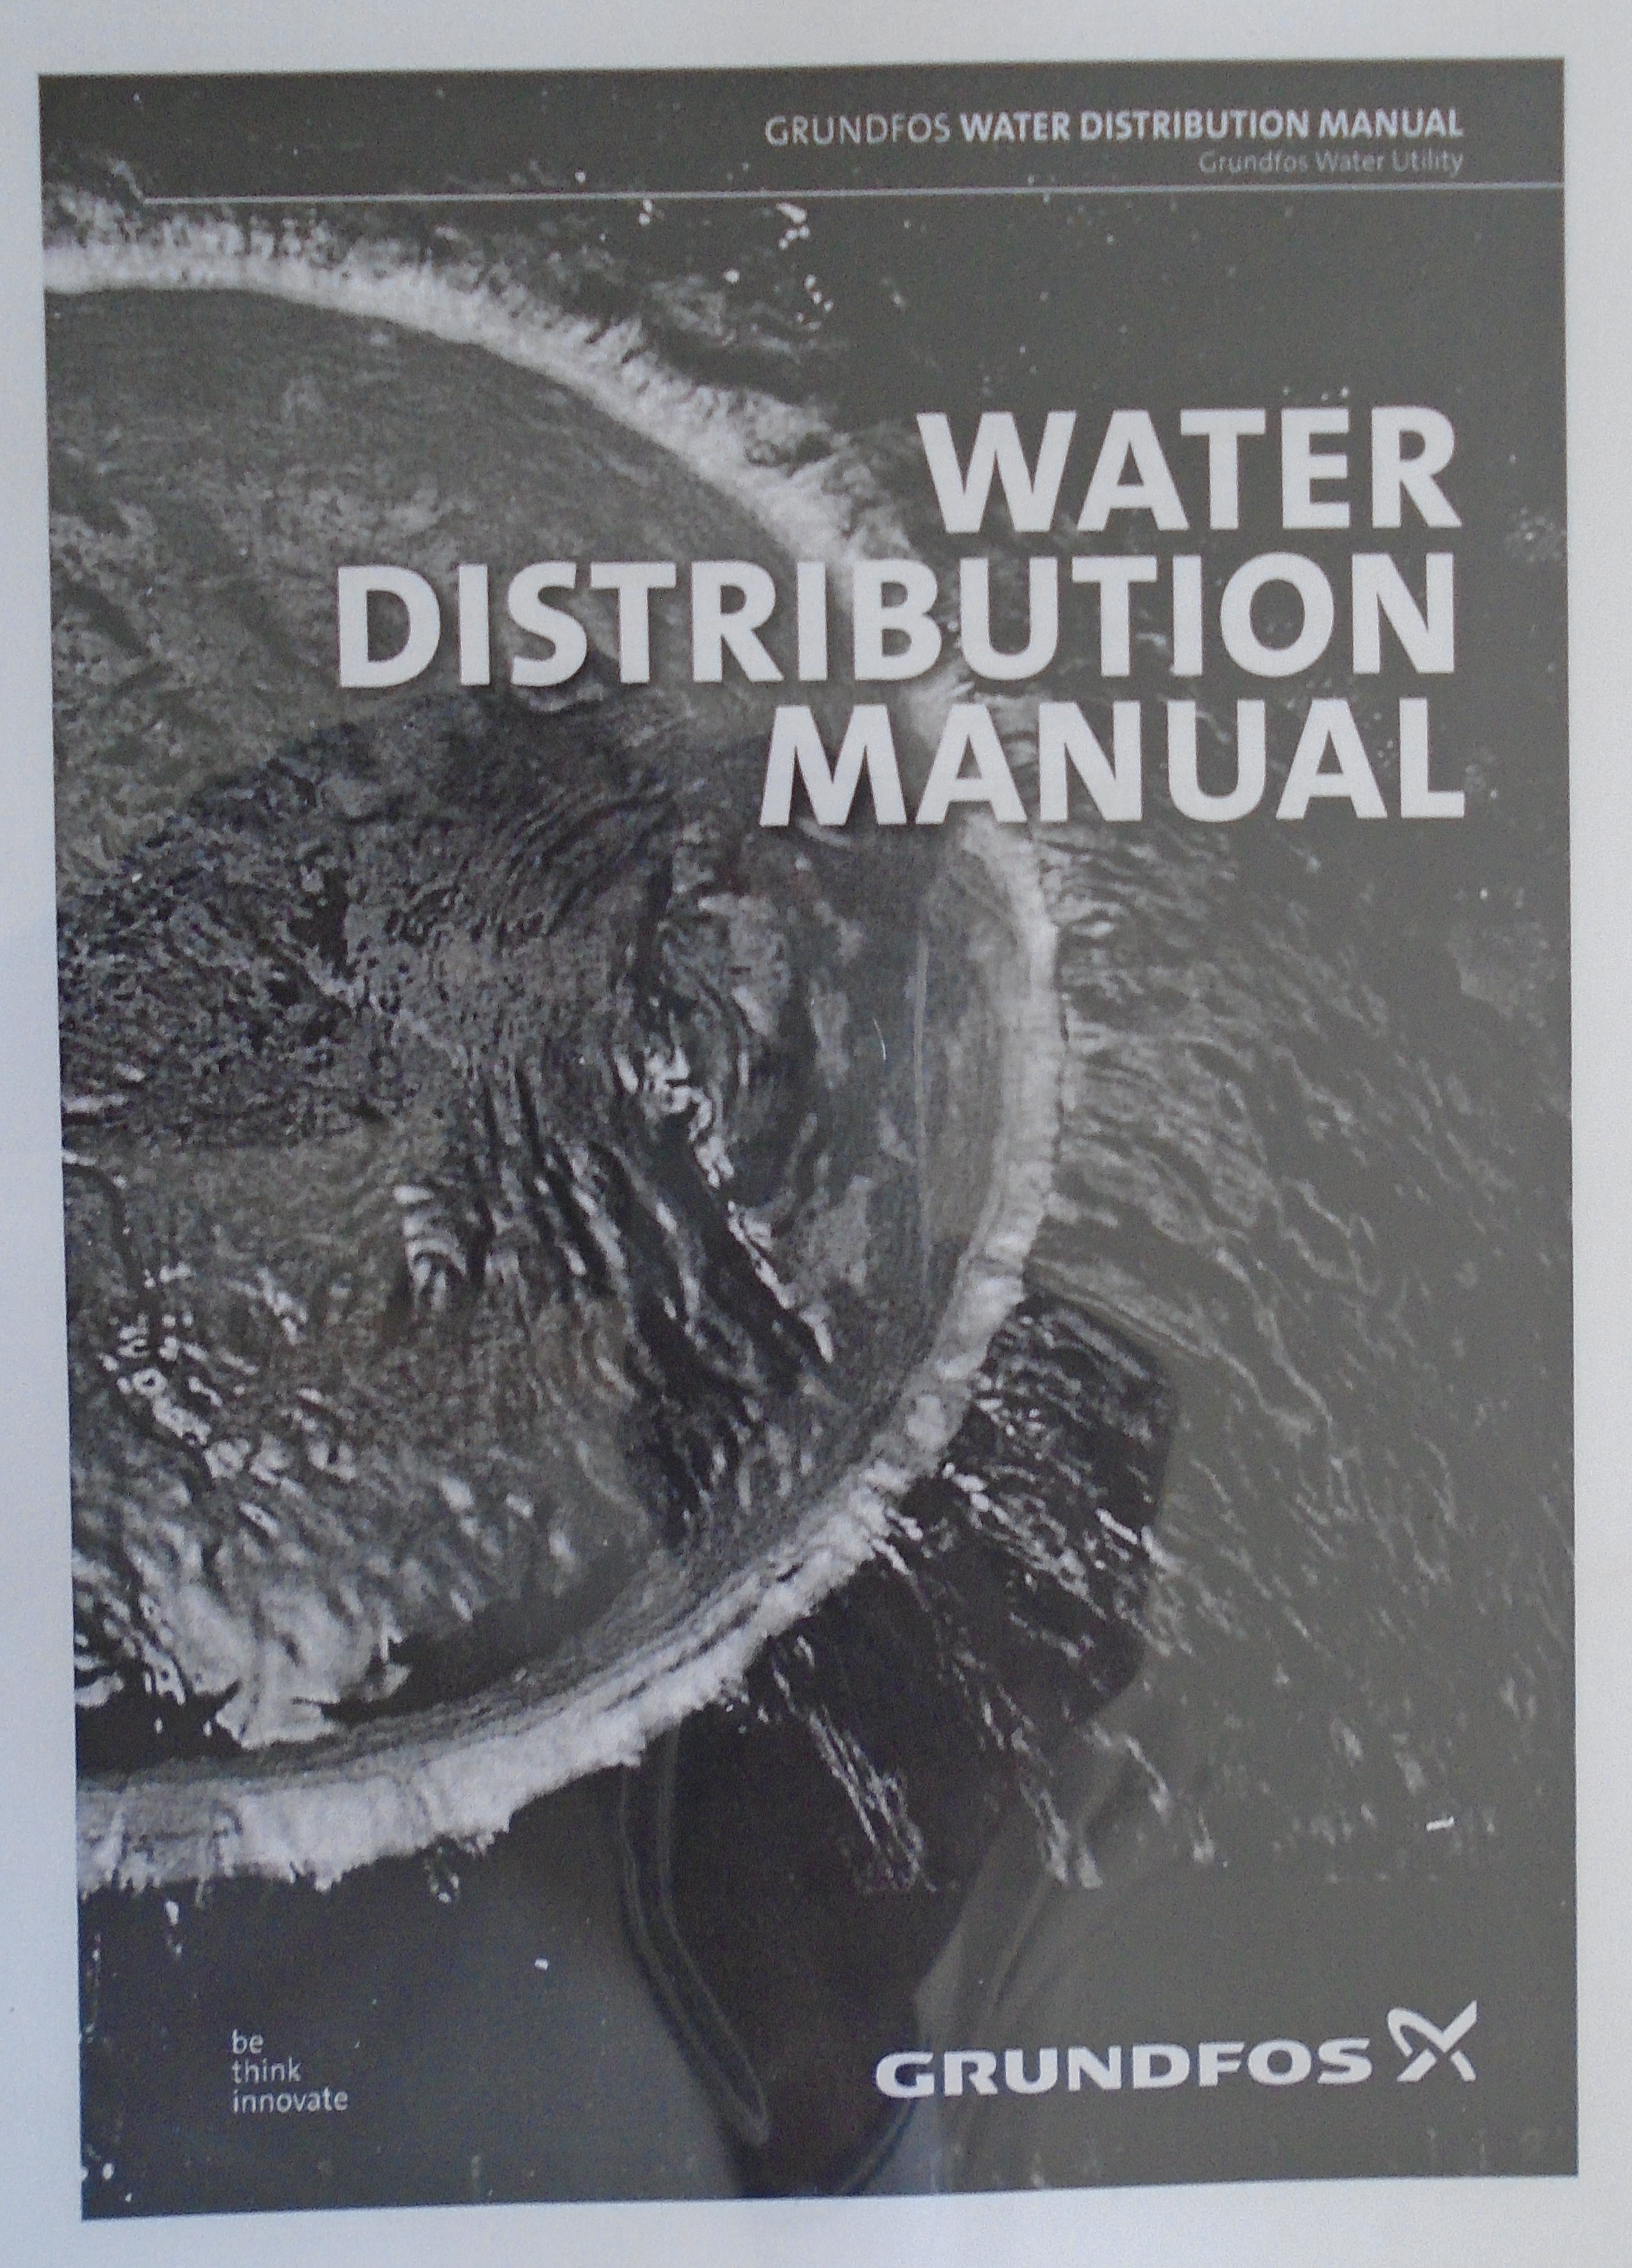 GRUNDFOS WATER DISTRIBUTION MANUAL
Grundfos Water Utility
WATER
DISTRIBUTION
MANUAL
be
think
innovate
GRUNDFOS